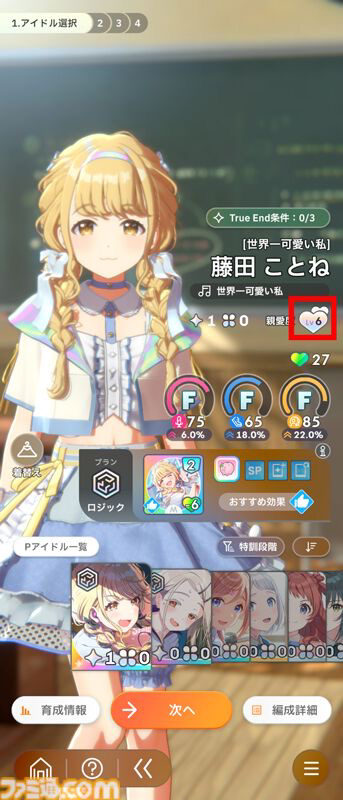 1.アイドル選択
2
3
4
True End条件：0/3
[世界一可愛い私]
藤田 ことね
世界一可愛い私
1
0
親愛度
Lv6
27
F
F
F
75
65
85
6.0%
18.0%
22.0%
着替え
プラン
ロジック
2
6
SP
おすすめ効果
Pアイドル一覧
特訓段階
1
0
0
0
育成情報
次へ
編成詳細
ファミ通.com